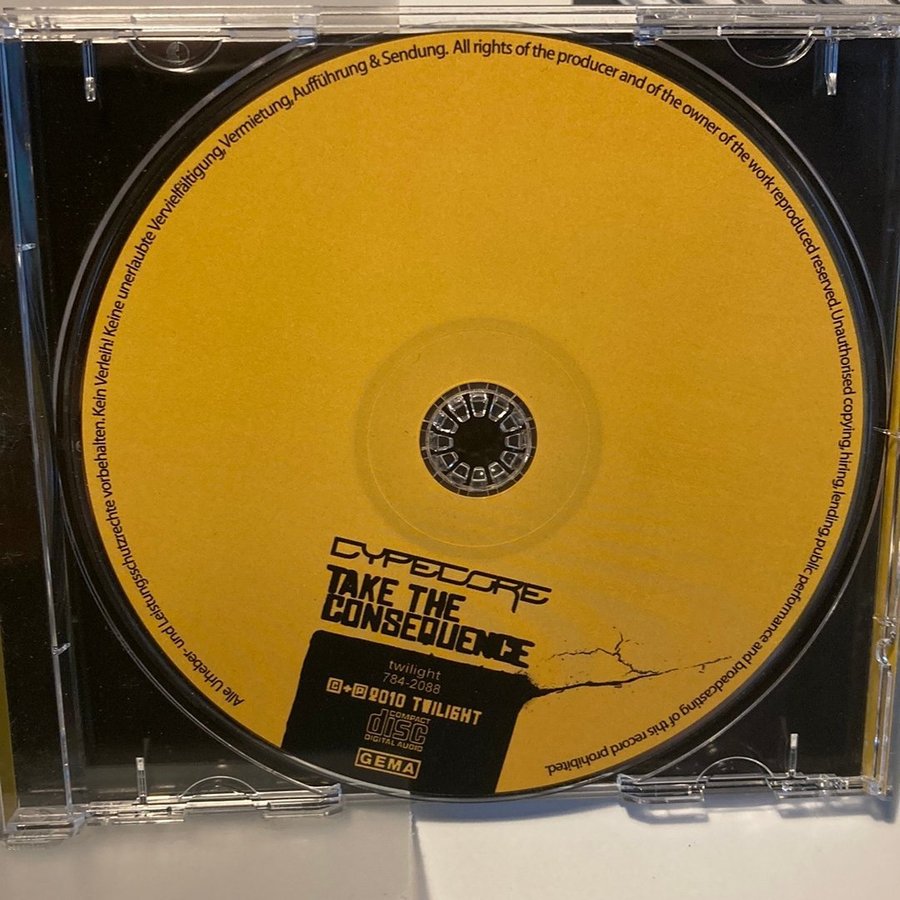 Alle Urheber- und Leistungsschutzrechte vorbehalten. Kein Verleih! Keine unerlaubte Vervielfältigung, Vermietung, Aufführung & Sendung. All rights of the producer and of the owner of the work reproduced reserved. Unauthorised copying, hiring, lending, public performance and broadcasting of this record prohibited.
CYPECORE
TAKE THE
CONSEQUENCE
twilight
784-2088
C+P 2010 TWILIGHT
COMPACT
disc
DIGITAL AUDIO
GEMA